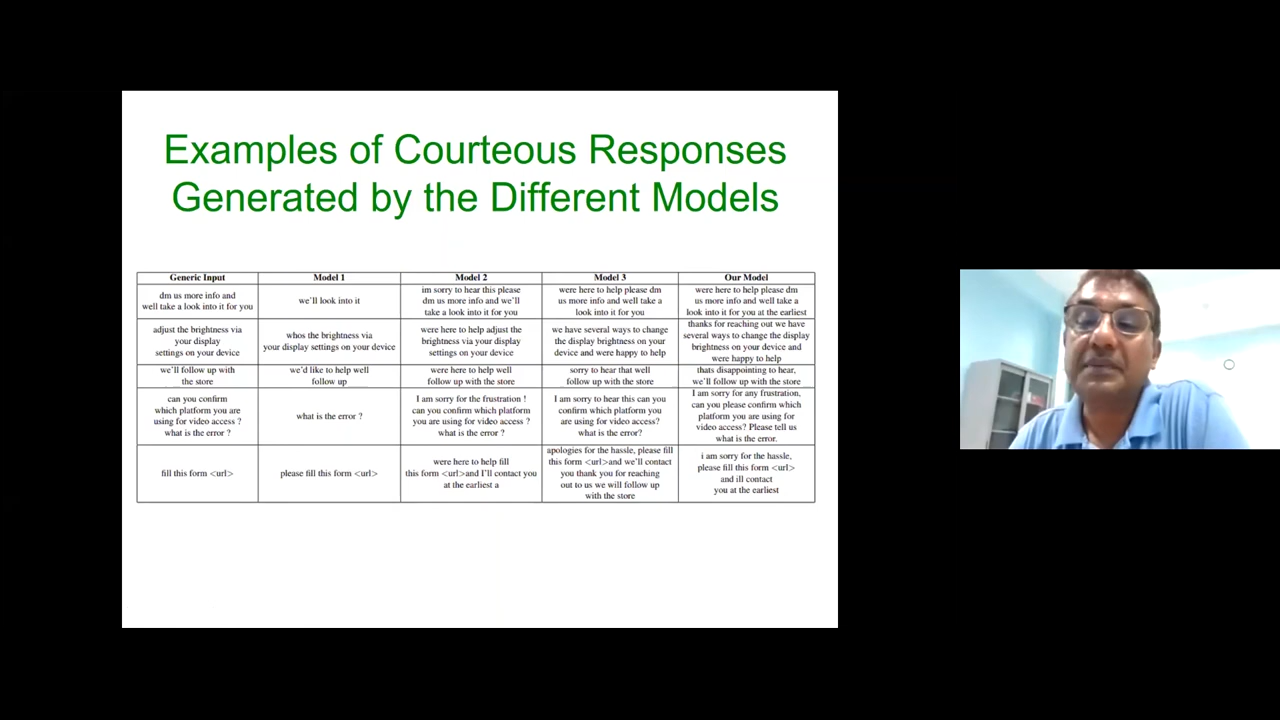 Examples of Courteous Responses
Generated by the Different Models
Generic Input
Model 1
Model 2
Model 3
Our Model
dm us more info and
well take a look into it for you
we'll look into it
im sorry to hear this please
dm us more info and we'll
take a look into it for you
were here to help please dm
us more info and well take a
look into it for you
were here to help please dm
us more info and well take a
look into it for you at the earliest
adjust the brightness via
your display
settings on your device
whos the brightness via
your display settings on your device
were here to help adjust the
brightness via your display
settings on your device
we have several ways to change
the display brightness on your
device and were happy to help
thanks for reaching out we have
several ways to change the display
brightness on your device and
were happy to help
we'll follow up with
the store
we'd like to help well
follow up
were here to help well
follow up with the store
sorry to hear that well
follow up with the store
thats disappointing to hear,
we'll follow up with the store
can you confirm
which platform you are
using for video access ?
what is the error ?
what is the error ?
I am sorry for the frustration !
can you confirm which platform
you are using for video access ?
what is the error ?
I am sorry to hear this can you
confirm which platform you
are using for video access?
what is the error?
I am sorry for any frustration,
can you please confirm which
platform you are using for
video access? Please tell us
what is the error.
fill this form <url>
please fill this form <url>
were here to help fill
this form <url>and I'll contact you
at the earliest a
apologies for the hassle, please fill
this form <url>and we'll contact
you thank you for reaching
out to us we will follow up
with the store
i am sorry for the hassle,
please fill this form <url>
and ill contact
you at the earliest